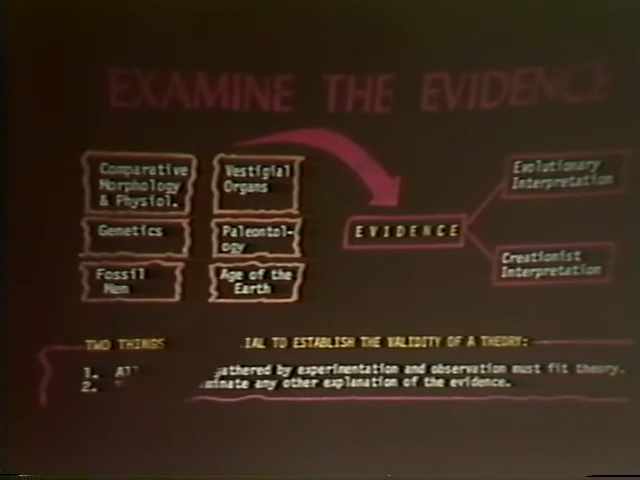 EXAMINE THE EVIDENCE
Comparative
Morphology
& Physiol.
Vestigial
Organs
Genetics
Paleontol-
ogy
Fossil
Men
Age of the
Earth
EVIDENCE
Evolutionary
Interpretation
Creationist
Interpretation
TWO THINGS IAL TO ESTABLISH THE VALIDITY OF A THEORY:
1. All gathered by experimentation and observation must fit theory.
2. any other explanation of the evidence.